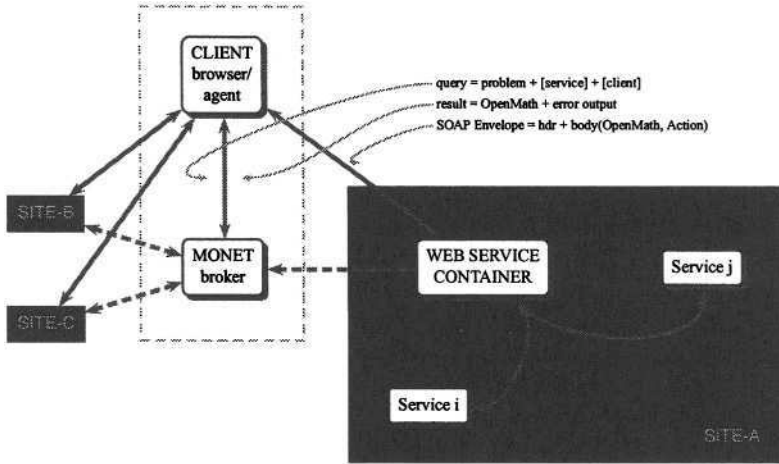 CLIENT
browser/
agent
query = problem + [service] + [client]
result = OpenMath + error output
SOAP Envelope = hdr + body(OpenMath, Action)
SITE-B
MONET
broker
WEB SERVICE
CONTAINER
Service j
SITE-C
Service i
SITE-A